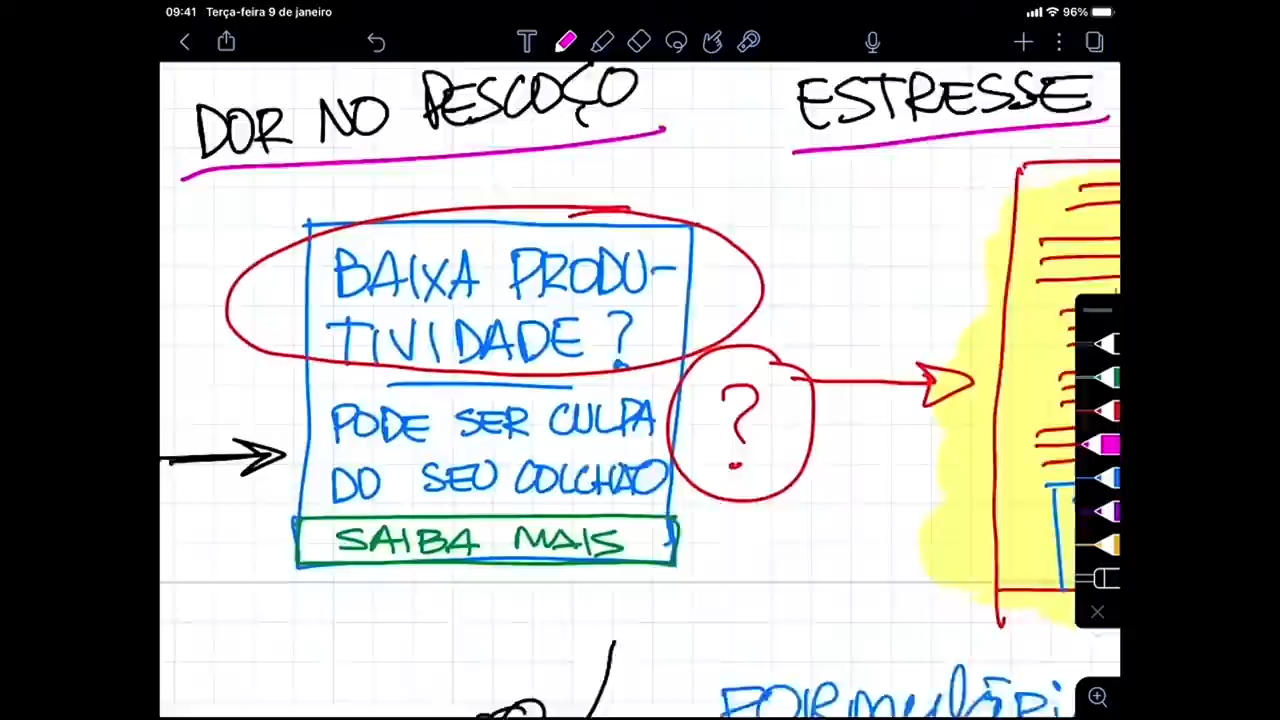 09:41 Terça-feira 9 de janeiro
96%
DOR NO PESCOÇO
ESTRESSE
BAIXA PRODU-
TIVIDADE ?
?
PODE SER CULPA
DO SEU COLCHÃO
SAIBA MAIS